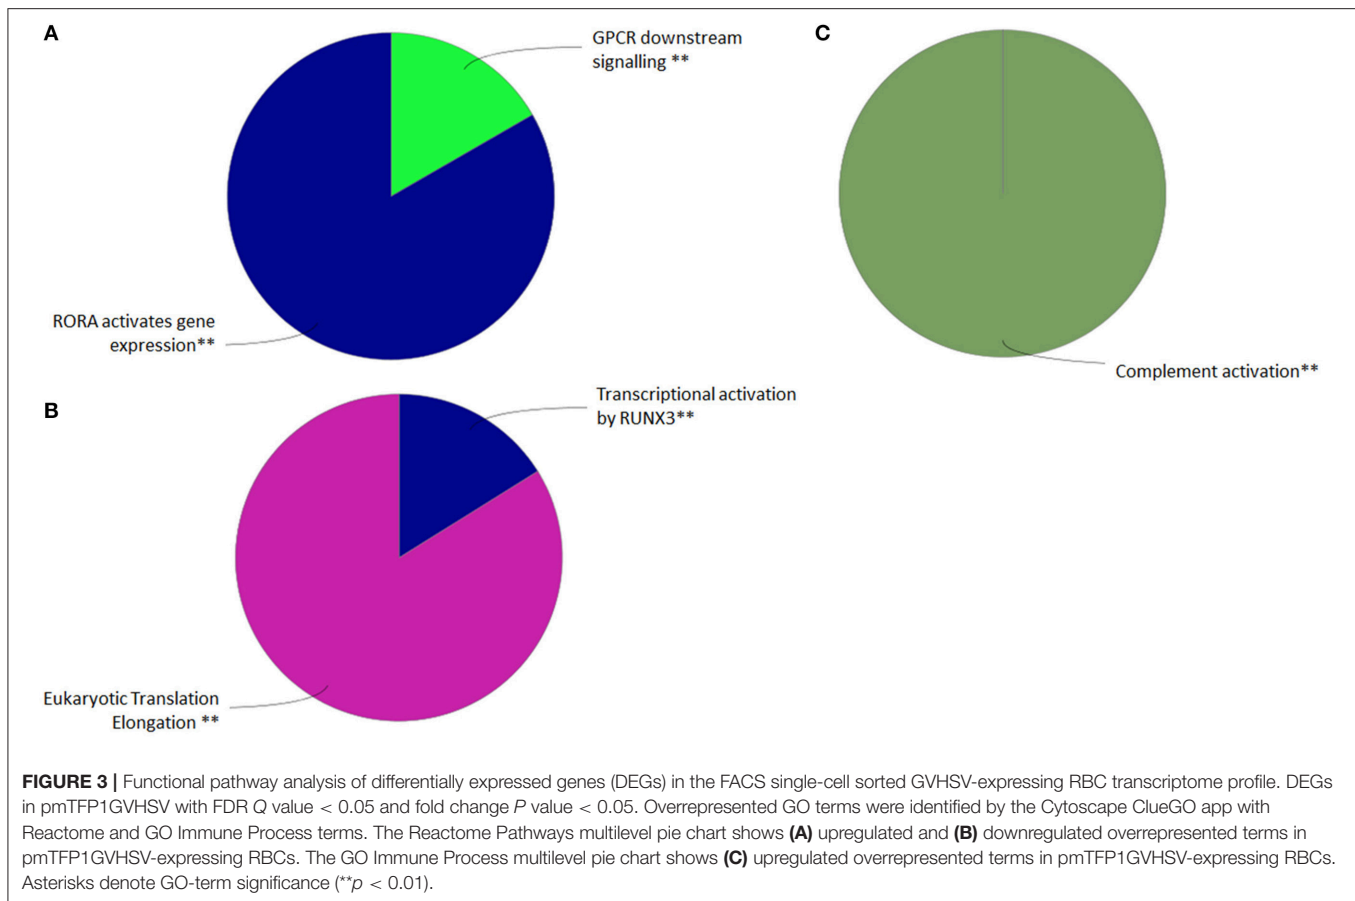 A
GPCR downstream
signalling **
RORA activates gene
expression**
C
Complement activation**
B
Transcriptional activation
by RUNX3**
Eukaryotic Translation
Elongation **
FIGURE 3 | Functional pathway analysis of differentially expressed genes (DEGs) in the FACS single-cell sorted GVHSV-expressing RBC transcriptome profile. DEGs
in pmTFP1GVHSV with FDR Q value < 0.05 and fold change P value < 0.05. Overrepresented GO terms were identified by the Cytoscape ClueGO app with
Reactome and GO Immune Process terms. The Reactome Pathways multilevel pie chart shows (A) upregulated and (B) downregulated overrepresented terms in
pmTFP1GVHSV-expressing RBCs. The GO Immune Process multilevel pie chart shows (C) upregulated overrepresented terms in pmTFP1GVHSV-expressing RBCs.
Asterisks denote GO-term significance (**p < 0.01).